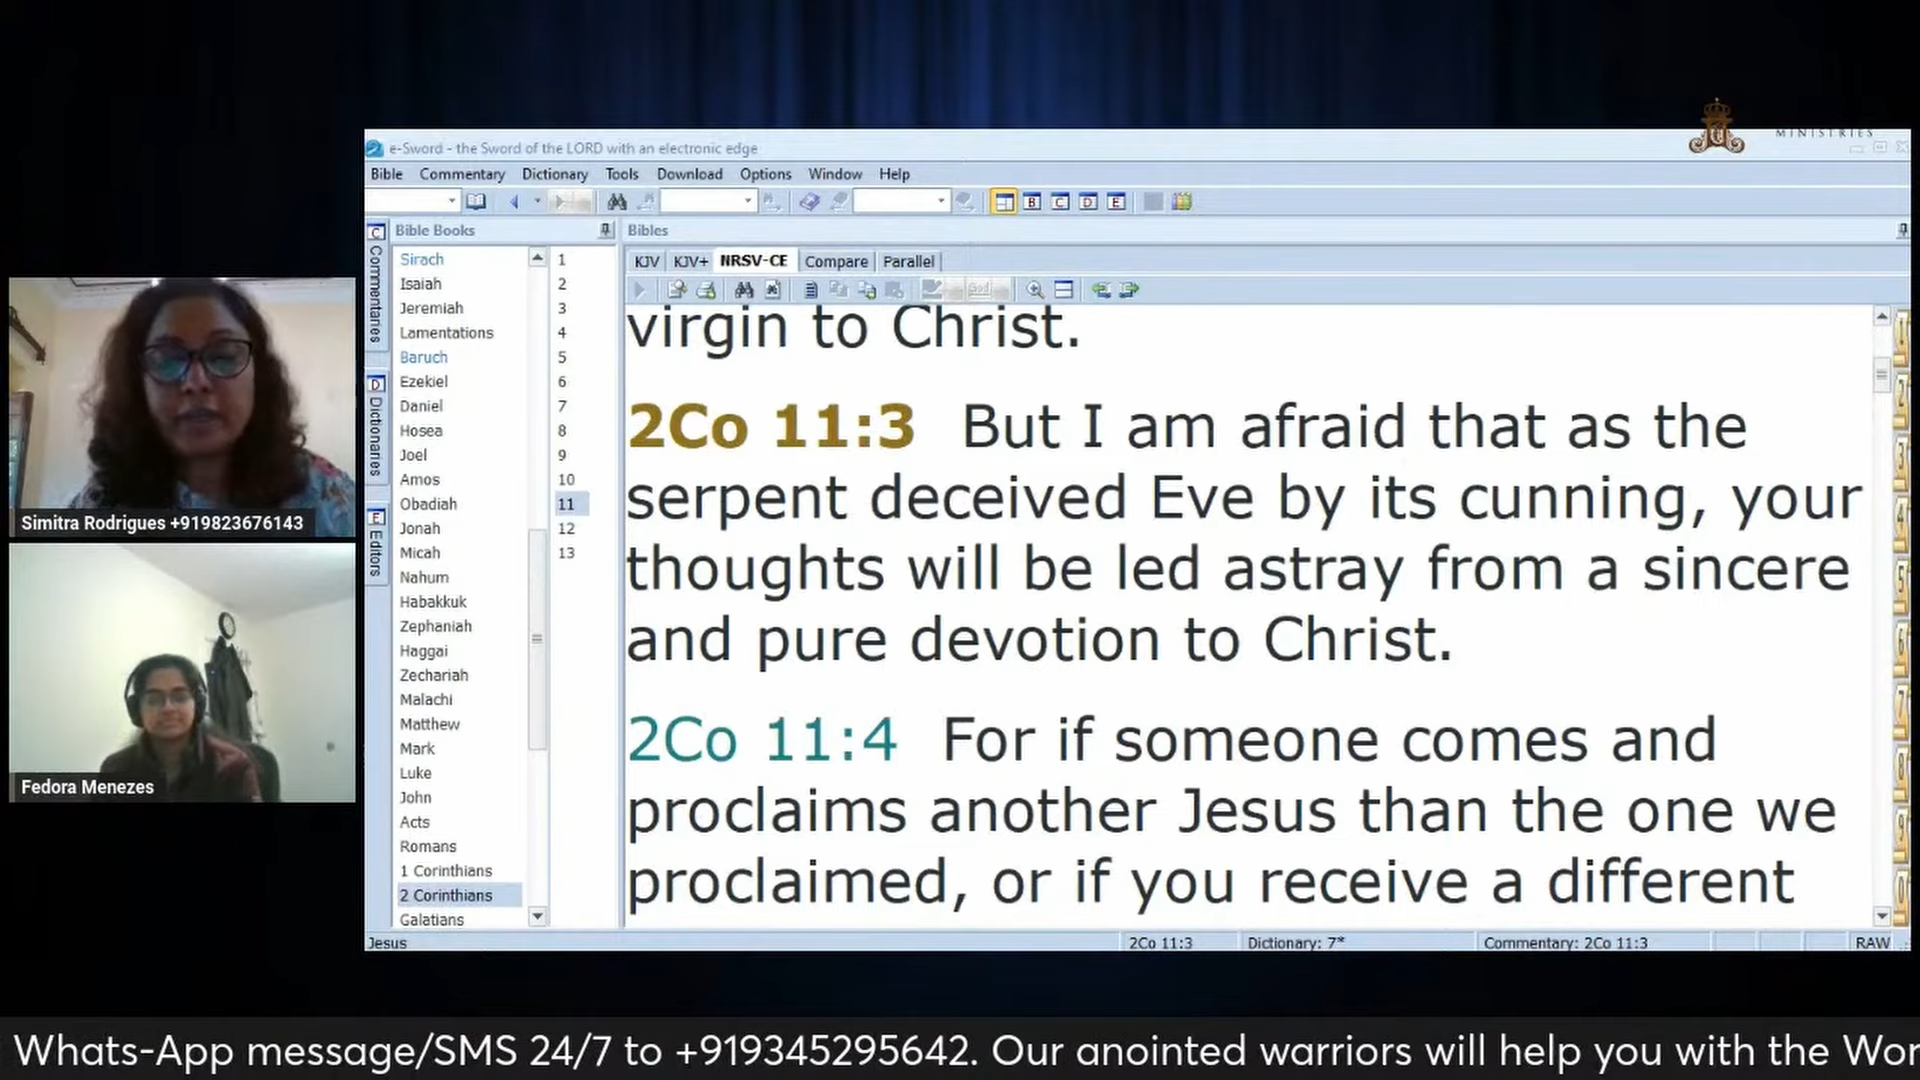 MINISTRIES
e-Sword - the Sword of the LORD with an electronic edge
Bible Commentary Dictionary Tools Download Options Window Help
B C D E
Bible Books
Bibles
C Commentaries
D Dictionaries
E Editors
Sirach
Isaiah
Jeremiah
Lamentations
Baruch
Ezekiel
Daniel
Hosea
Joel
Amos
Obadiah
Jonah
Micah
Nahum
Habakkuk
Zephaniah
Haggai
Zechariah
Malachi
Matthew
Mark
Luke
John
Acts
Romans
1 Corinthians
2 Corinthians
Galatians
1
2
3
4
5
6
7
8
9
10
11
12
13
KJV KJV+ NRSV-CE Compare Parallel
God
virgin to Christ.
2Co 11:3 But I am afraid that as the
serpent deceived Eve by its cunning, your
thoughts will be led astray from a sincere
and pure devotion to Christ.
2Co 11:4 For if someone comes and
proclaims another Jesus than the one we
proclaimed, or if you receive a different
Jesus 2Co 11:3 Dictionary: 7* Commentary: 2Co 11:3 RAW
Simitra Rodrigues +919823676143
Fedora Menezes
Whats-App message/SMS 24/7 to +919345295642. Our anointed warriors will help you with the Wor